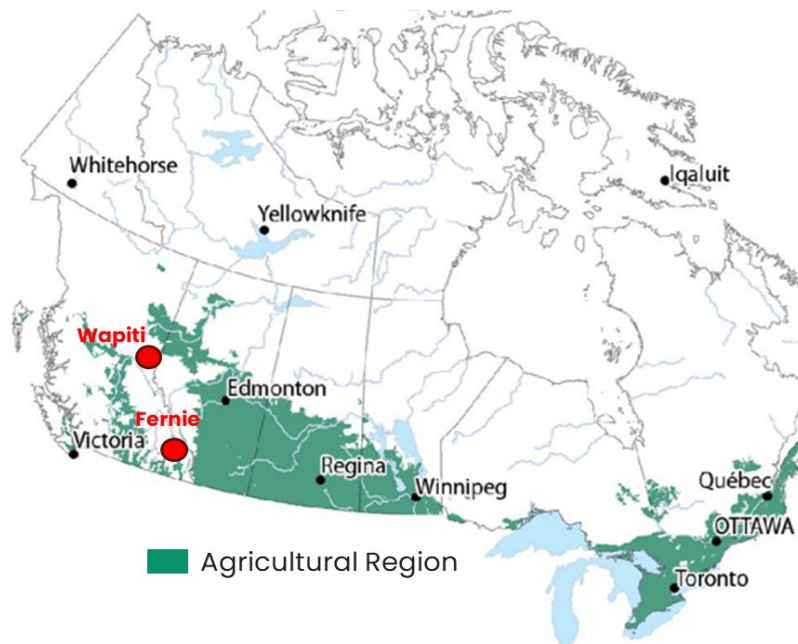 Whitehorse
Iqaluit
Yellowknife
Wapiti
Edmonton
Fernie
Victoria
Regina
Winnipeg
Québec
OTTAWA
Toronto
Agricultural Region